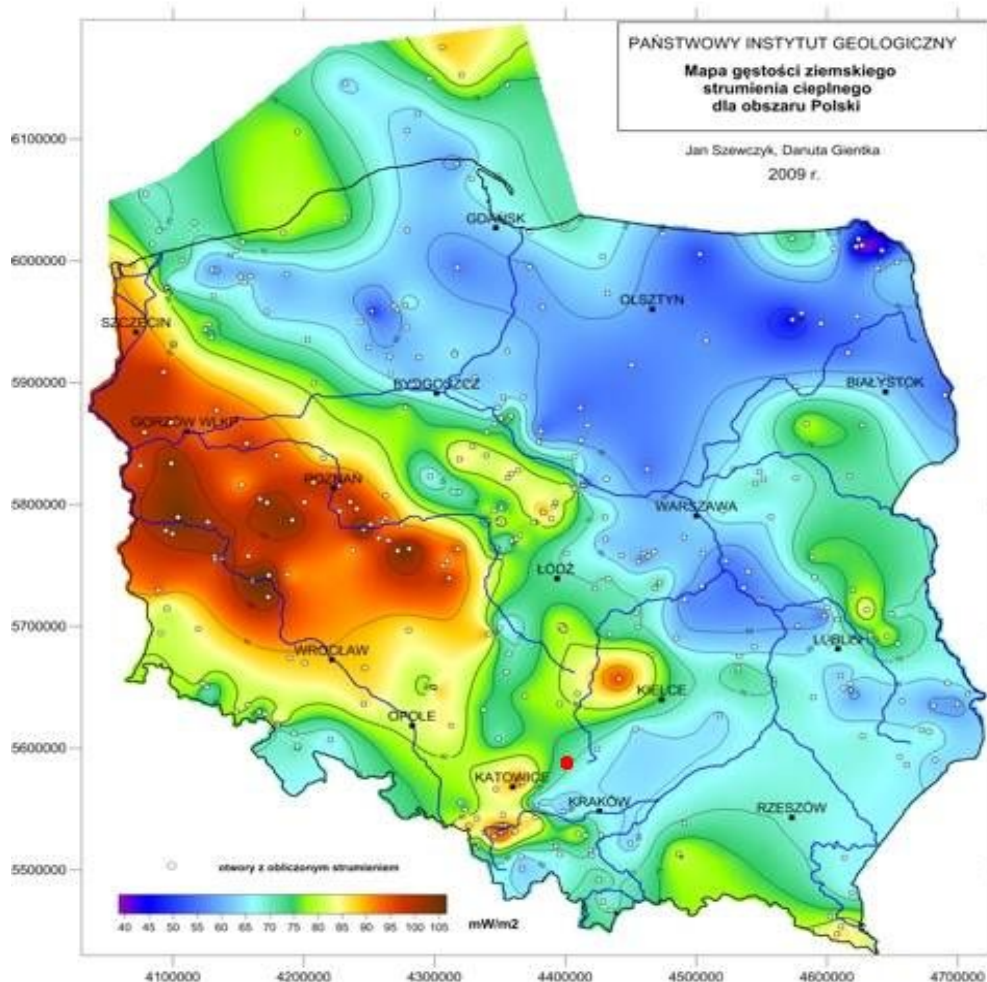 PAŃSTWOWY INSTYTUT GEOLOGICZNY
Mapa gęstości ziemskiego
strumienia cieplnego
dla obszaru Polski
Jan Szewczyk, Danuta Gientka
2009 r.
6100000
6000000
5900000
5800000
5700000
5600000
5500000
GDAŃSK
OLSZTYN
SZCZECIN
BYDGOSZCZ
BIAŁYSTOK
GORZÓW WLKP
POZNAŃ
WARSZAWA
ŁÓDŹ
WROCŁAW
LUBLIN
KIELCE
OPOLE
KATOWICE
KRAKÓW
RZESZÓW
otwory z obliczonym strumieniem
40 45 50 55 60 65 70 75 80 85 90 95 100 105
mW/m2
4100000 4200000 4300000 4400000 4500000 4600000 4700000